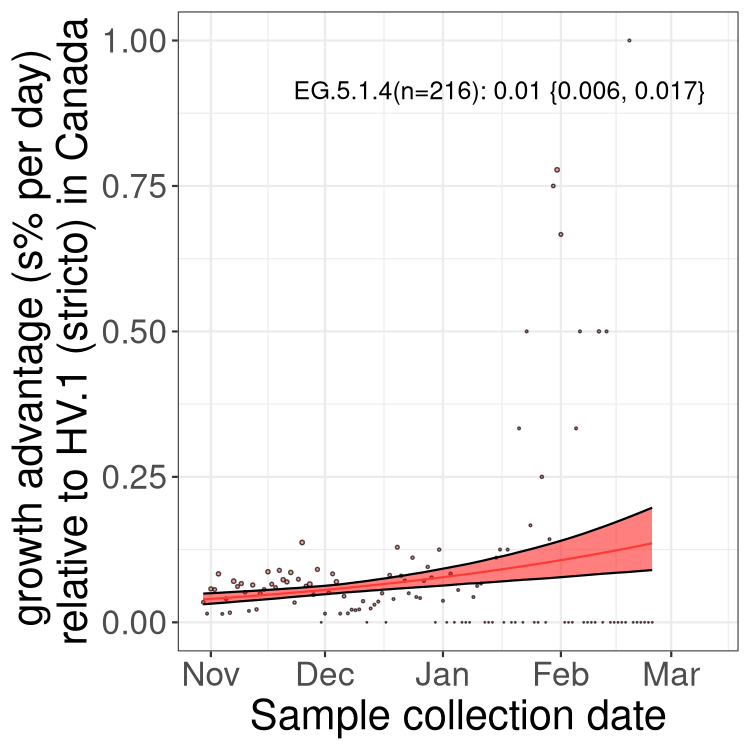 growth advantage (s% per day)
relative to HV.1 (stricto) in Canada
1.00
EG.5.1.4(n=216): 0.01 {0.006, 0.017}
0.75
0.50
0.25
0.00
Nov Dec Jan Feb Mar
Sample collection date